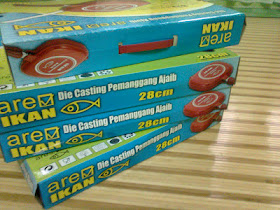 are
IKAN
are
IKAN
Die Casting Pemanggang Ajaib
28cm
are
IKAN
Die Casting Pemanggang Ajaib
28cm
are
IKAN
Die Casting Pemanggang Ajaib
28cm